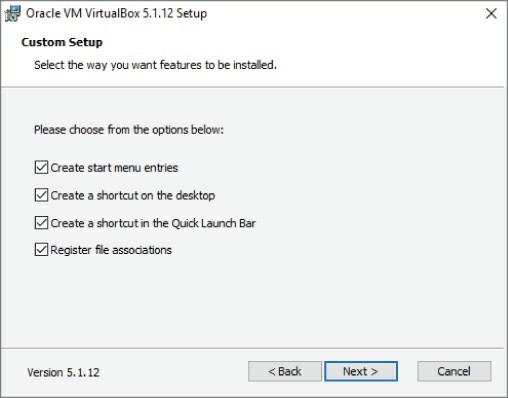 Oracle VM VirtualBox 5.1.12 Setup
Custom Setup
Select the way you want features to be installed.
Please choose from the options below:
Create start menu entries
Create a shortcut on the desktop
Create a shortcut in the Quick Launch Bar
Register file associations
Version 5.1.12
< Back
Next >
Cancel